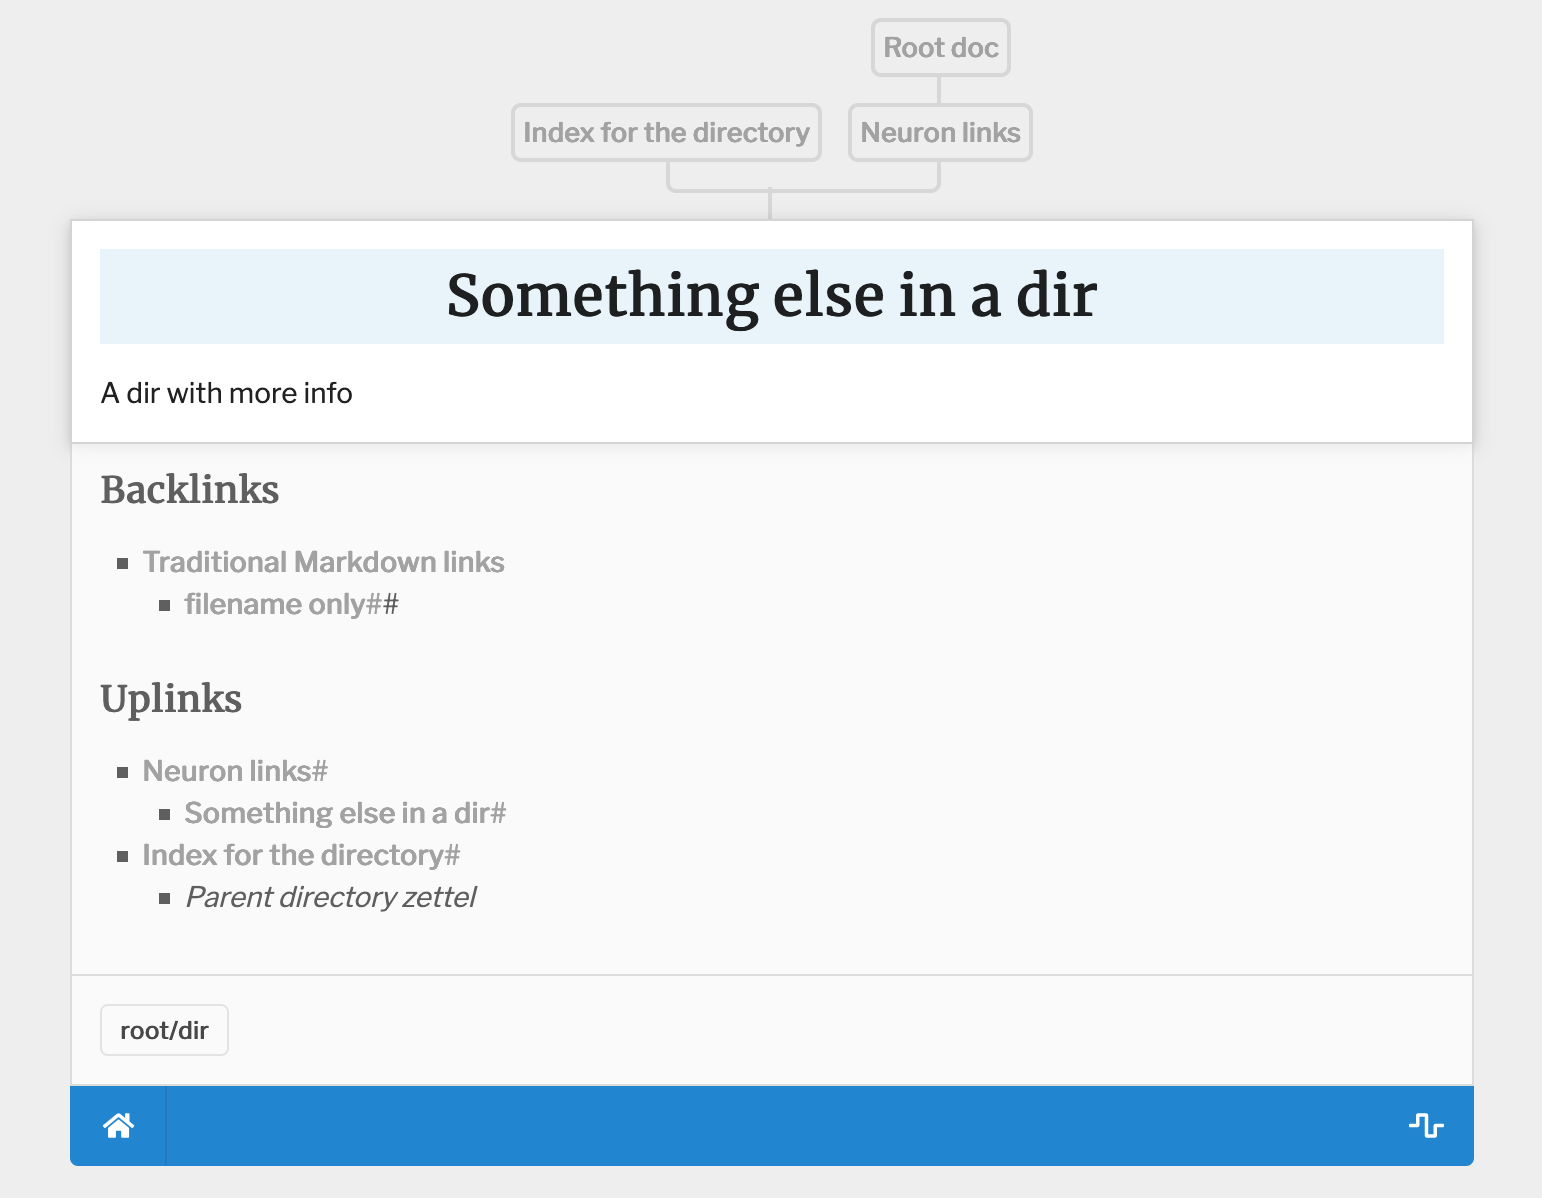 Root doc
Index for the directory
Neuron links
Something else in a dir
A dir with more info
Backlinks
Traditional Markdown links
filename only##
Uplinks
Neuron links#
Something else in a dir#
Index for the directory#
Parent directory zettel
root/dir